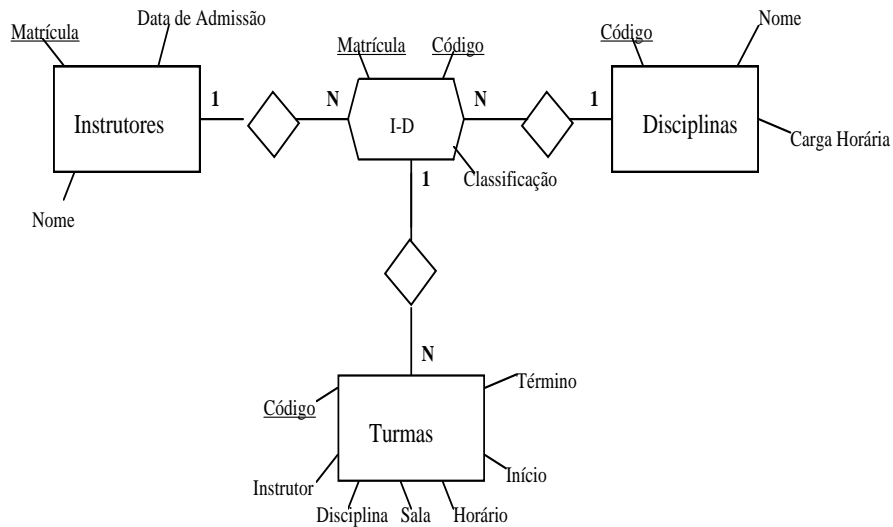 Data de Admissão
Matrícula
Instrutores
Nome
1
N
Matrícula
Código
I-D
Classificação
1
N
1
Código
Nome
Disciplinas
Carga Horária
N
Código
Término
Turmas
Instrutor
Início
Disciplina
Sala
Horário